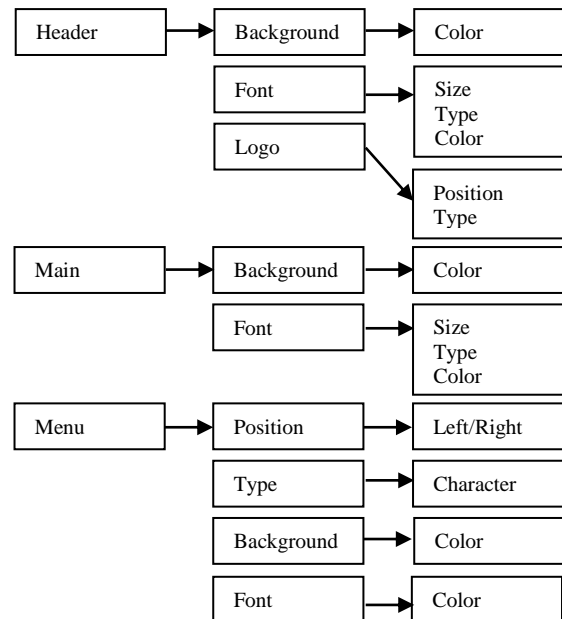 Header Background Color
Font Size
Type
Color
Logo
Position
Type
Main Background Color
Font Size
Type
Color
Menu Position Left/Right
Type Character
Background Color
Font Color